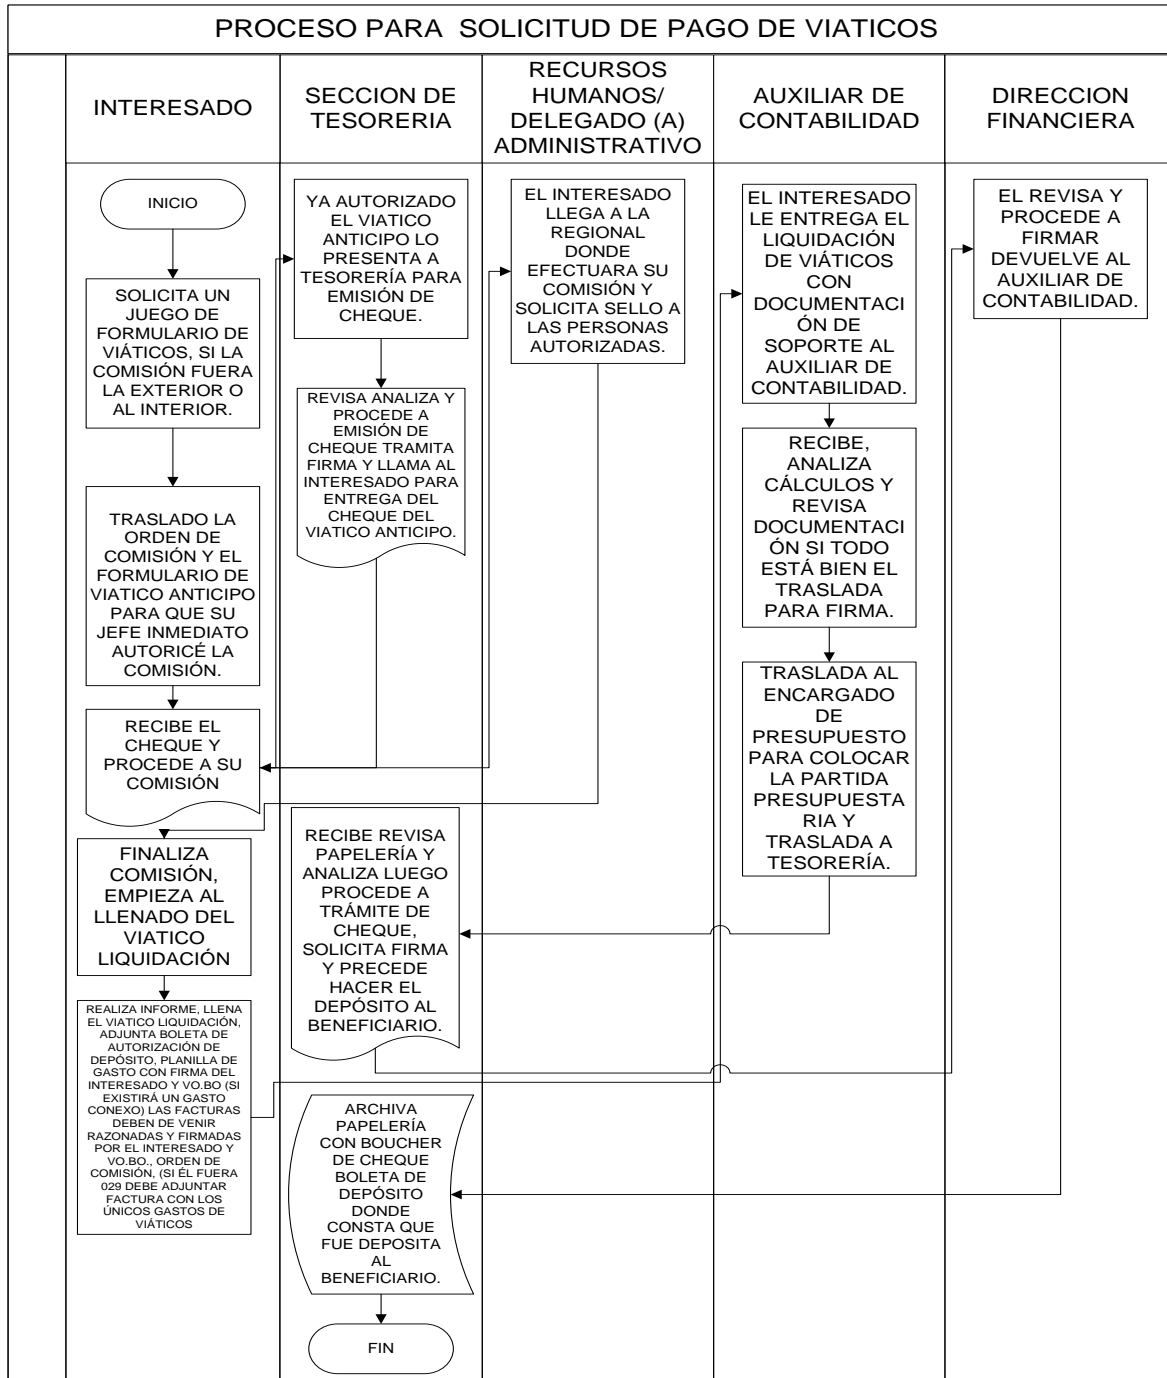 PROCESO PARA SOLICITUD DE PAGO DE VIATICOS
INTERESADO
SECCION DE
TESORERIA
RECURSOS
HUMANOS/
DELEGADO (A)
ADMINISTRATIVO
AUXILIAR DE
CONTABILIDAD
DIRECCION
FINANCIERA
INICIO
SOLICITA UN
JUEGO DE
FORMULARIO DE
VIÁTICOS, SI LA
COMISIÓN FUERA
LA EXTERIOR O
AL INTERIOR.
TRASLADO LA
ORDEN DE
COMISIÓN Y EL
FORMULARIO DE
VIATICO ANTICIPO
PARA QUE SU
JEFE INMEDIATO
AUTORICÉ LA
COMISIÓN.
RECIBE EL
CHEQUE Y
PROCEDE A SU
COMISIÓN
FINALIZA
COMISIÓN,
EMPIEZA AL
LLENADO DEL
VIATICO
LIQUIDACIÓN
REALIZA INFORME, LLENA
EL VIATICO LIQUIDACIÓN,
ADJUNTA BOLETA DE
AUTORIZACIÓN DE
DEPÓSITO, PLANILLA DE
GASTO CON FIRMA DEL
INTERESADO Y VO.BO (SI
EXISTIRÁ UN GASTO
CONEXO) LAS FACTURAS
DEBEN DE VENIR
RAZONADAS Y FIRMADAS
POR EL INTERESADO Y
VO.BO., ORDEN DE
COMISIÓN, (SI ÉL FUERA
029 DEBE ADJUNTAR
FACTURA CON LOS
ÚNICOS GASTOS DE
VIÁTICOS
YA AUTORIZADO
EL VIATICO
ANTICIPO LO
PRESENTA A
TESORERÍA PARA
EMISIÓN DE
CHEQUE.
REVISA ANALIZA Y
PROCEDE A
EMISIÓN DE
CHEQUE TRAMITA
FIRMA Y LLAMA AL
INTERESADO PARA
ENTREGA DEL
CHEQUE DEL
VIATICO ANTICIPO.
RECIBE REVISA
PAPELERÍA Y
ANALIZA LUEGO
PROCEDE A
TRÁMITE DE
CHEQUE,
SOLICITA FIRMA
Y PRECEDE
HACER EL
DEPÓSITO AL
BENEFICIARIO.
ARCHIVA
PAPELERÍA
CON BOUCHER
DE CHEQUE
BOLETA DE
DEPÓSITO
DONDE
CONSTA QUE
FUE DEPOSITA
AL
BENEFICIARIO.
FIN
EL INTERESADO
LLEGA A LA
REGIONAL
DONDE
EFECTUARA SU
COMISIÓN Y
SOLICITA SELLO A
LAS PERSONAS
AUTORIZADAS.
EL INTERESADO
LE ENTREGA EL
LIQUIDACIÓN
DE VIÁTICOS
CON
DOCUMENTACI
ÓN DE
SOPORTE AL
AUXILIAR DE
CONTABILIDAD.
RECIBE,
ANALIZA
CÁLCULOS Y
REVISA
DOCUMENTACI
ÓN SI TODO
ESTÁ BIEN EL
TRASLADA
PARA FIRMA.
TRASLADA AL
ENCARGADO
DE
PRESUPUESTO
PARA COLOCAR
LA PARTIDA
PRESUPUESTA
RIA Y
TRASLADA A
TESORERÍA.
EL REVISA Y
PROCEDE A
FIRMAR
DEVUELVE AL
AUXILIAR DE
CONTABILIDAD.